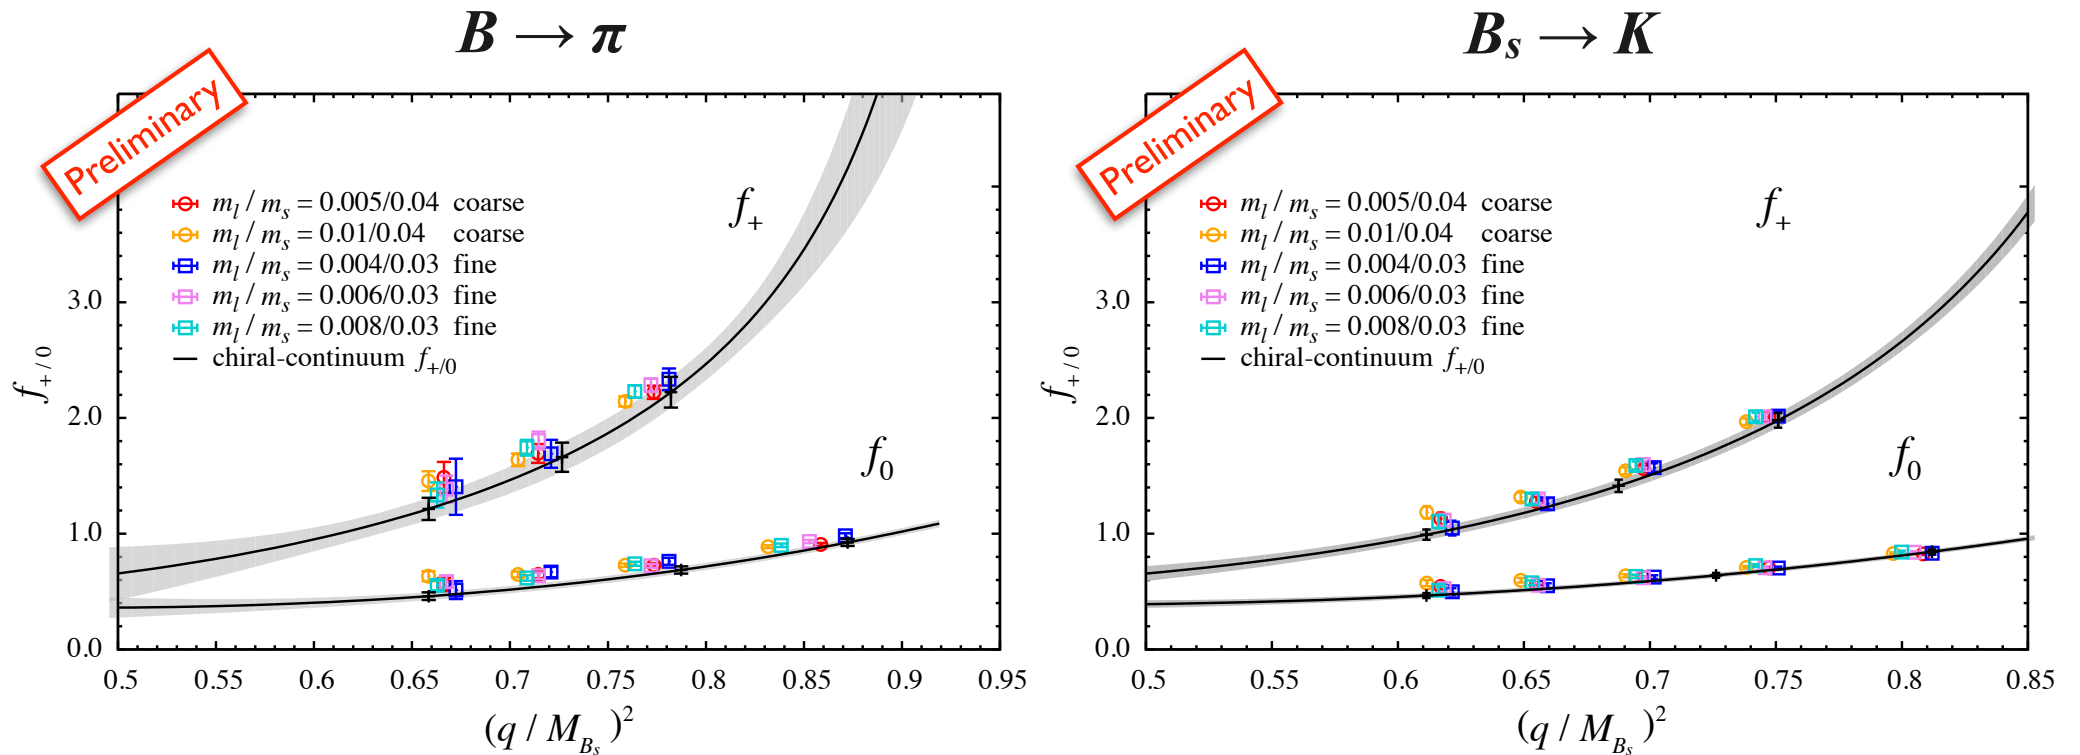 B → π
Preliminary
m_l / m_s = 0.005/0.04 coarse
m_l / m_s = 0.01/0.04 coarse
m_l / m_s = 0.004/0.03 fine
m_l / m_s = 0.006/0.03 fine
m_l / m_s = 0.008/0.03 fine
chiral-continuum f_{+/0}
f_+
f_0
f_{+/0}
3.0
2.0
1.0
0.0
0.5 0.55 0.6 0.65 0.7 0.75 0.8 0.85 0.9 0.95
(q / M_{B_s})^2
B_s → K
Preliminary
m_l / m_s = 0.005/0.04 coarse
m_l / m_s = 0.01/0.04 coarse
m_l / m_s = 0.004/0.03 fine
m_l / m_s = 0.006/0.03 fine
m_l / m_s = 0.008/0.03 fine
chiral-continuum f_{+/0}
f_+
f_0
f_{+/0}
3.0
2.0
1.0
0.0
0.5 0.55 0.6 0.65 0.7 0.75 0.8 0.85
(q / M_{B_s})^2